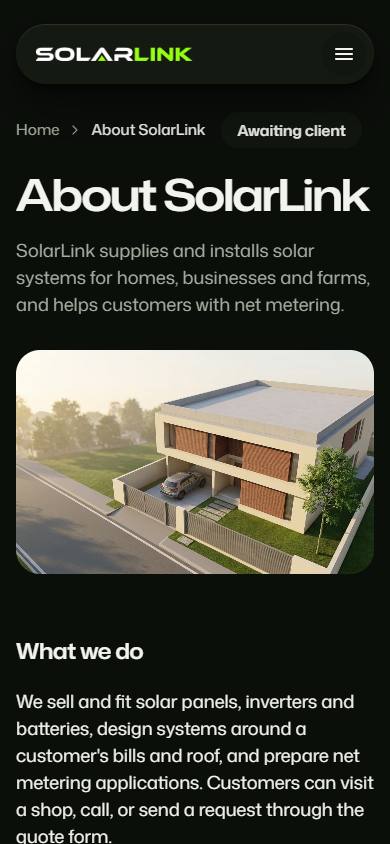 SOLARLINK
Home > About SolarLink Awaiting client
About SolarLink
SolarLink supplies and installs solar
systems for homes, businesses and farms,
and helps customers with net metering.
What we do
We sell and fit solar panels, inverters and
batteries, design systems around a
customer's bills and roof, and prepare net
metering applications. Customers can visit
a shop, call, or send a request through the
quote form.